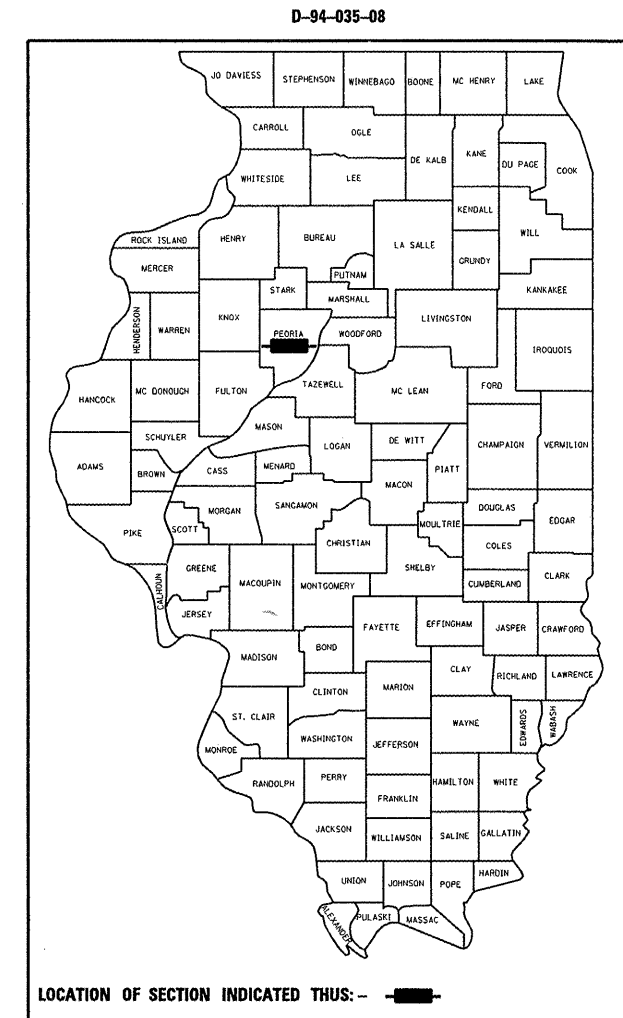 D-94-035-08
JO DAVIESS
STEPHENSON
WINNEBAGO
BOONE
MC HENRY
LAKE
CARROLL
OGLE
DE KALB
KANE
DU PAGE
COOK
WHITESIDE
LEE
KENDALL
WILL
ROCK ISLAND
HENRY
BUREAU
LA SALLE
GRUNDY
MERCER
PUTNAM
STARK
MARSHALL
KANKAKEE
HENDERSON
WARREN
KNOX
PEORIA
WOODFORD
LIVINGSTON
IROQUOIS
HANCOCK
MC DONOUGH
FULTON
TAZEWELL
MC LEAN
FORD
MASON
SCHUYLER
LOGAN
DE WITT
CHAMPAIGN
VERMILION
ADAMS
BROWN
CASS
MENARD
PIATT
MACON
PIKE
SCOTT
MORGAN
SANGAMON
DOUGLAS
EDGAR
MOULTRIE
CHRISTIAN
COLES
CALHOUN
GREENE
MACOUPIN
MONTGOMERY
SHELBY
CUMBERLAND
CLARK
JERSEY
FAYETTE
EFFINGHAM
JASPER
CRAWFORD
MADISON
BOND
CLAY
RICHLAND
LAWRENCE
CLINTON
MARION
ST. CLAIR
WAYNE
EDWARDS
WABASH
MONROE
WASHINGTON
JEFFERSON
RANDOLPH
PERRY
HAMILTON
WHITE
FRANKLIN
JACKSON
WILLIAMSON
SALINE
GALLATIN
UNION
JOHNSON
POPE
HARDIN
ALEXANDER
PULASKI
MASSAC
LOCATION OF SECTION INDICATED THUS: -